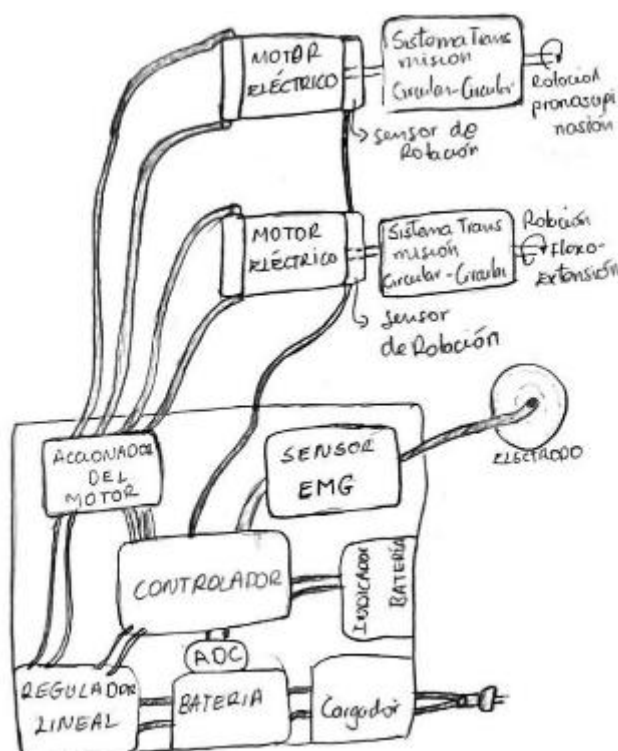 MOTOR
ELÉCTRICO
Sistema Trans
misión
Circular-Circular
Rotación
pronosupi
nasión
sensor de
Rotación
MOTOR
ELÉCTRICO
Sistema Trans
misión
Circular-Circular
Rotación
Flexo-
Extensión
sensor
de Rotación
ELECTRODO
ACCIONADOR
DEL
MOTOR
SENSOR
EMG
CONTROLADOR
INDICADOR
BATERÍA
ADC
REGULADOR
LINEAL
BATERIA
Cargador